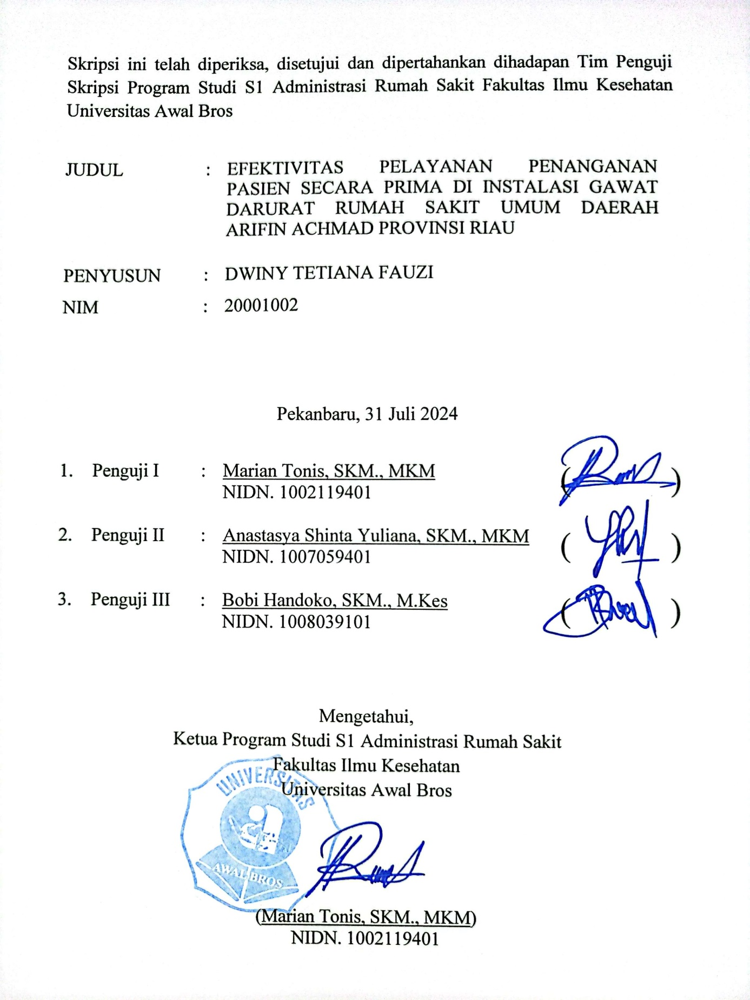 Skripsi ini telah diperiksa, disetujui dan dipertahankan dihadapan Tim Penguji
Skripsi Program Studi S1 Administrasi Rumah Sakit Fakultas Ilmu Kesehatan
Universitas Awal Bros
JUDUL : EFEKTIVITAS PELAYANAN PENANGANAN
PASIEN SECARA PRIMA DI INSTALASI GAWAT
DARURAT RUMAH SAKIT UMUM DAERAH
ARIFIN ACHMAD PROVINSI RIAU
PENYUSUN : DWINY TETIANA FAUZI
NIM : 20001002
Pekanbaru, 31 Juli 2024
1. Penguji I : Marian Tonis, SKM., MKM ( )
NIDN. 1002119401
2. Penguji II : Anastasya Shinta Yuliana, SKM., MKM ( )
NIDN. 1007059401
3. Penguji III : Bobi Handoko, SKM., M.Kes ( )
NIDN. 1008039101
Mengetahui,
Ketua Program Studi S1 Administrasi Rumah Sakit
Fakultas Ilmu Kesehatan
Universitas Awal Bros
UNIVERSITAS
AWAL BROS
(Marian Tonis, SKM., MKM)
NIDN. 1002119401